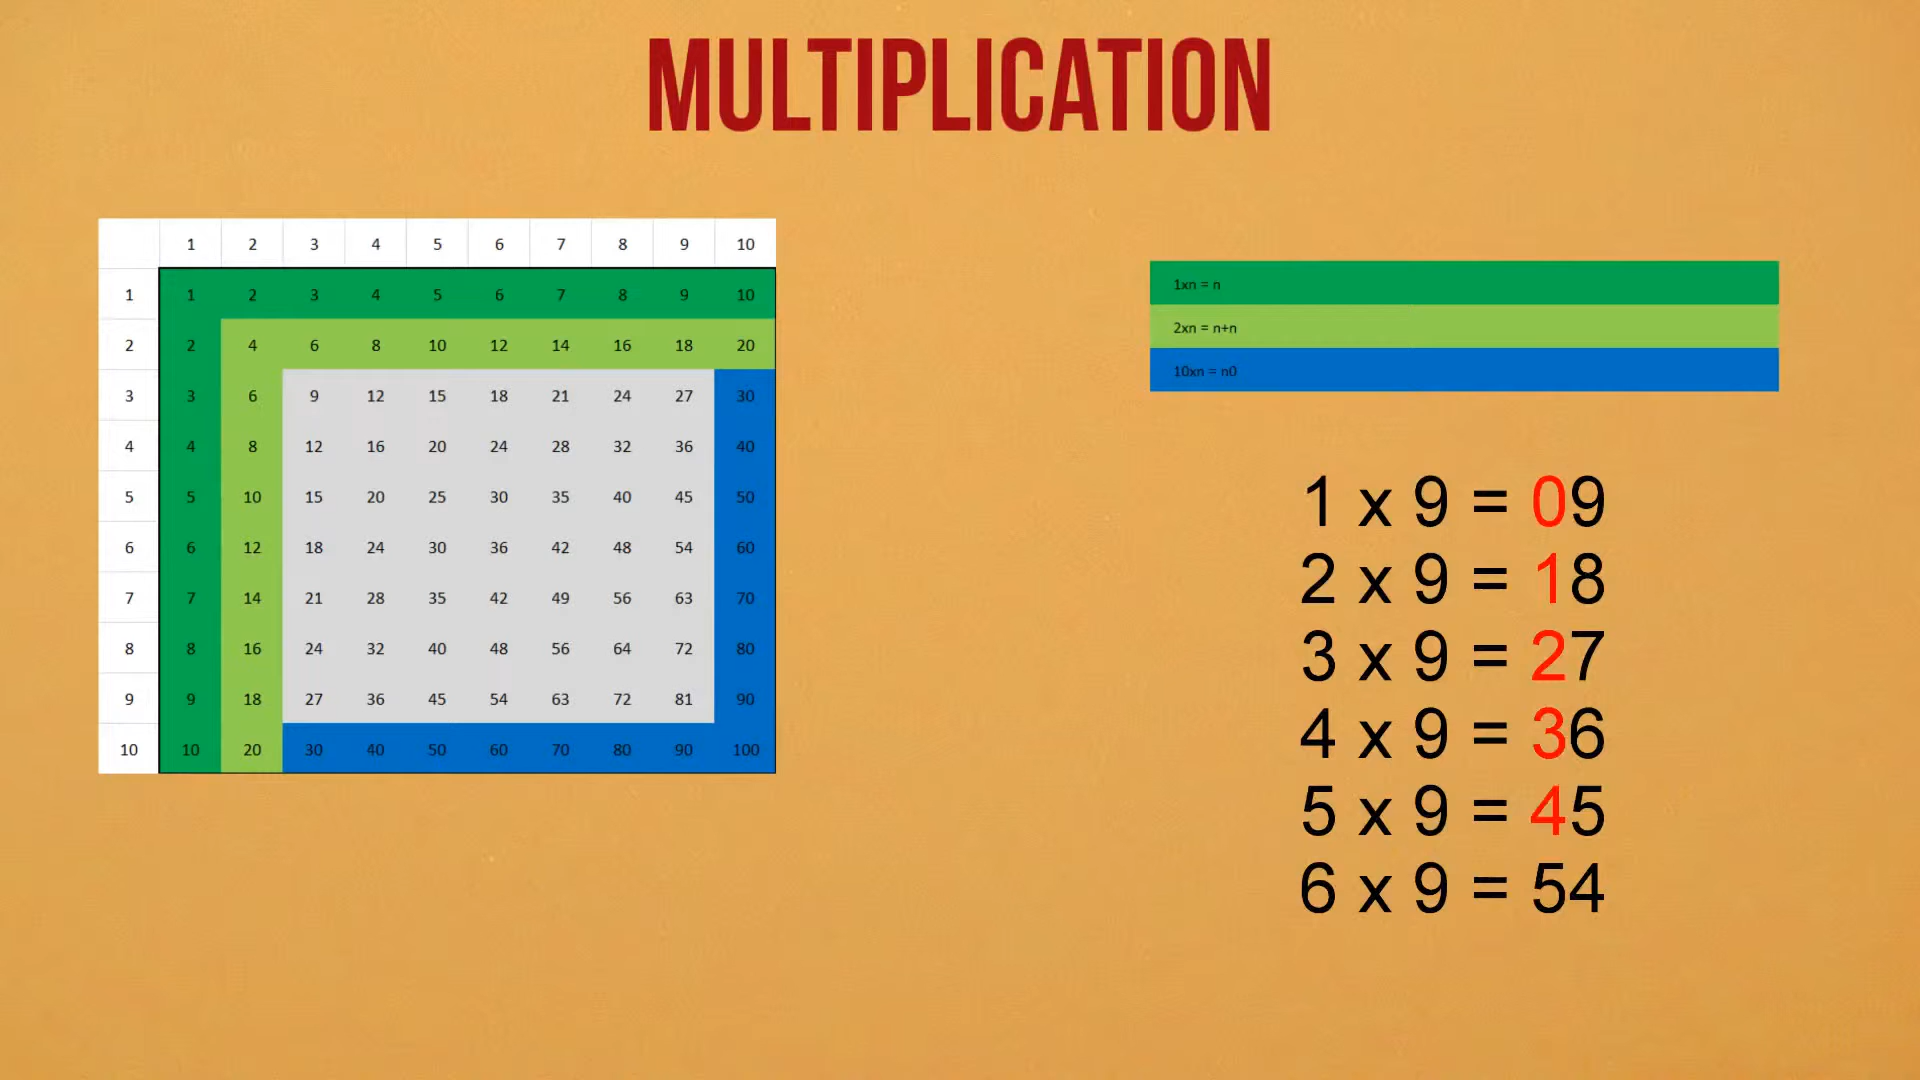 MULTIPLICATION
1 2 3 4 5 6 7 8 9 10
1 1 2 3 4 5 6 7 8 9 10
2 2 4 6 8 10 12 14 16 18 20
3 3 6 9 12 15 18 21 24 27 30
4 4 8 12 16 20 24 28 32 36 40
5 5 10 15 20 25 30 35 40 45 50
6 6 12 18 24 30 36 42 48 54 60
7 7 14 21 28 35 42 49 56 63 70
8 8 16 24 32 40 48 56 64 72 80
9 9 18 27 36 45 54 63 72 81 90
10 10 20 30 40 50 60 70 80 90 100
1xn = n
2xn = n+n
10xn = n0
1 x 9 = 09
2 x 9 = 18
3 x 9 = 27
4 x 9 = 36
5 x 9 = 45
6 x 9 = 54